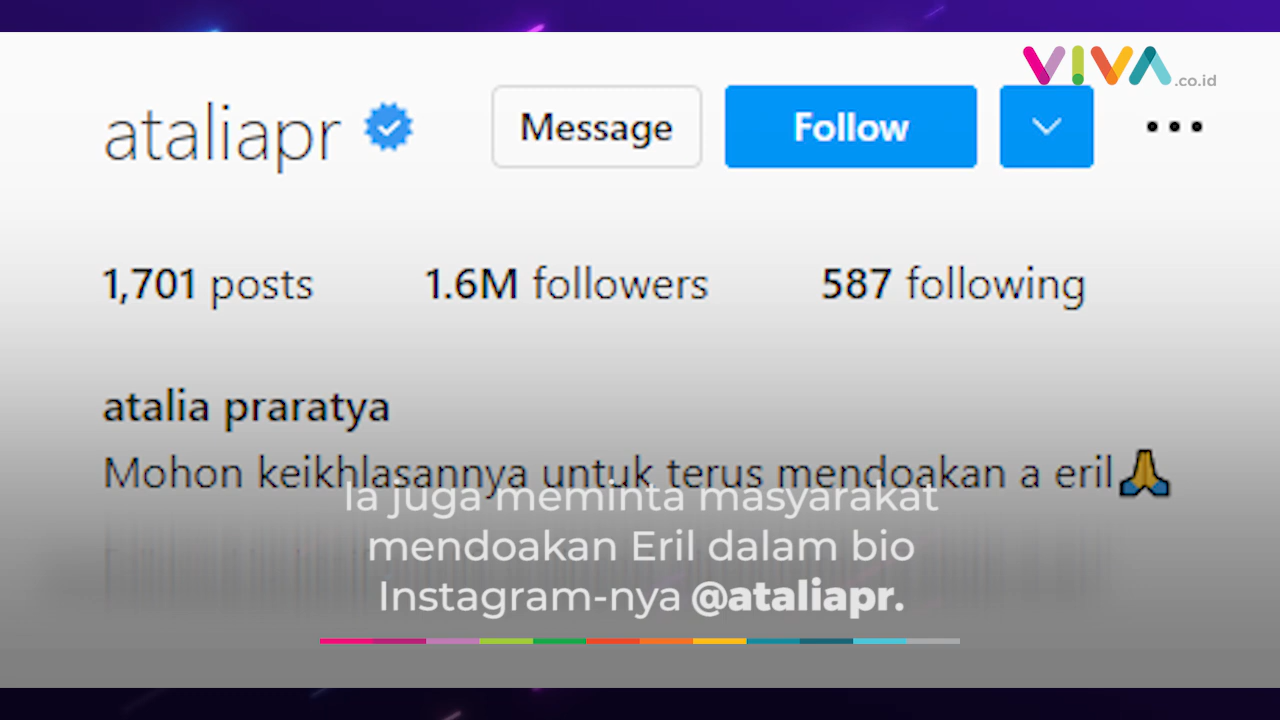 VIVA.co.id
ataliapr Message Follow
1,701 posts 1.6M followers 587 following
atalia praratya
Mohon keikhlasannya untuk terus mendoakan a eril🙏
Ia juga meminta masyarakat
mendoakan Eril dalam bio
Instagram-nya @ataliapr.